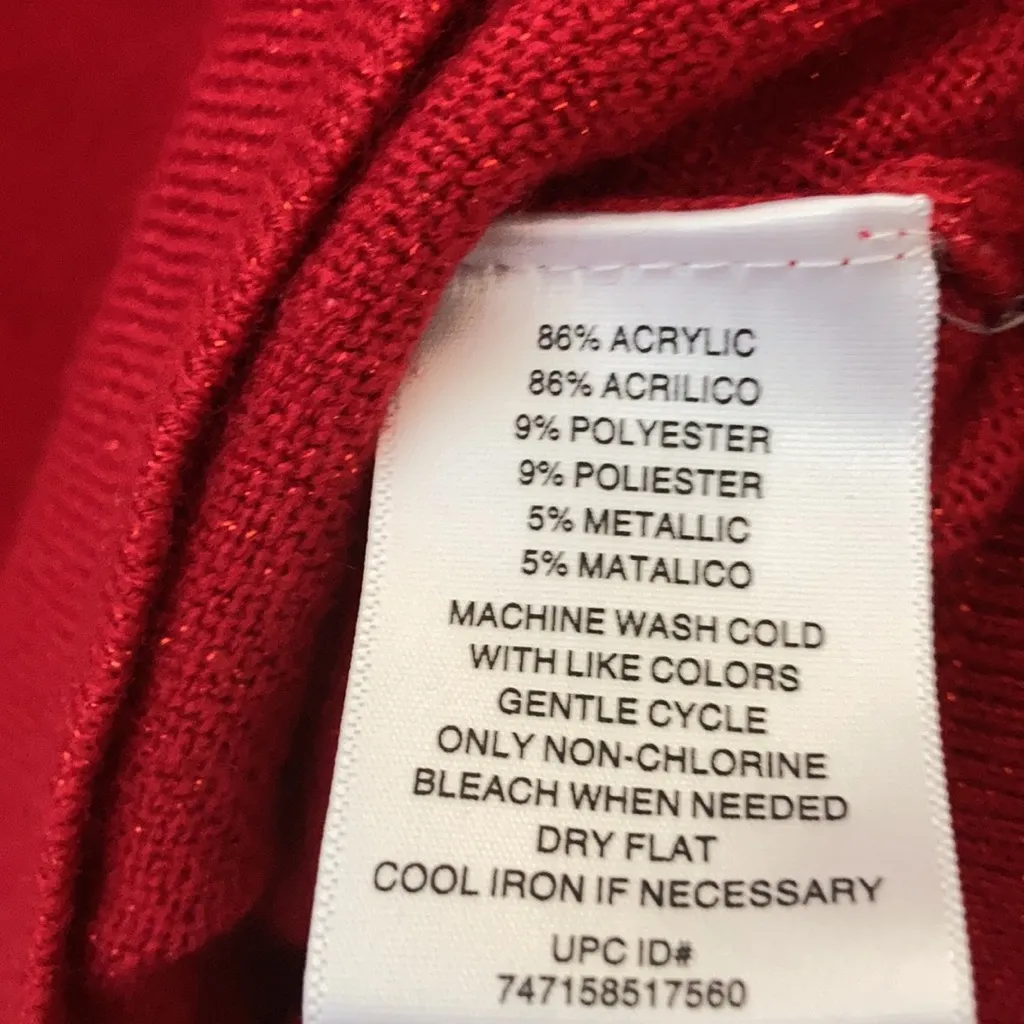 86% ACRYLIC
86% ACRILICO
9% POLYESTER
9% POLIESTER
5% METALLIC
5% MATALICO
MACHINE WASH COLD
WITH LIKE COLORS
GENTLE CYCLE
ONLY NON-CHLORINE
BLEACH WHEN NEEDED
DRY FLAT
COOL IRON IF NECESSARY
UPC ID#
747158517560